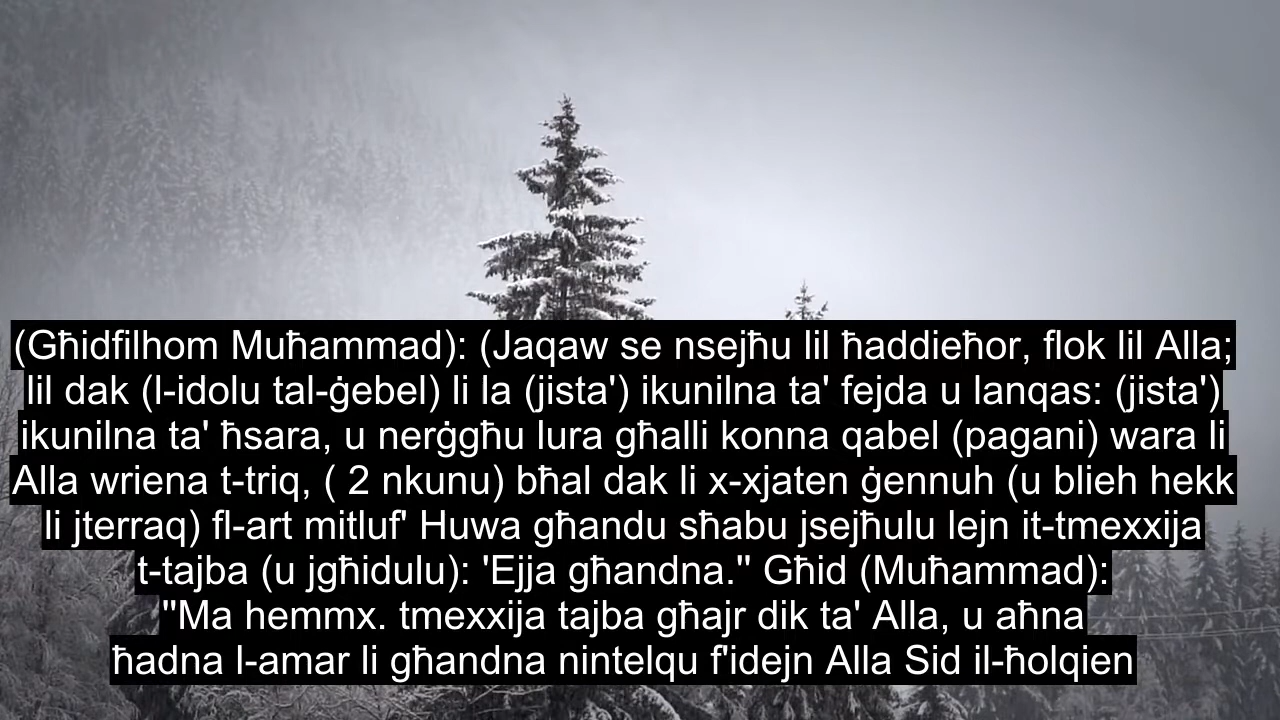 (Għidfilhom Muħammad): (Jaqaw se nsejħu lil ħaddieħor, flok lil Alla;
lil dak (l-idolu tal-ġebel) li la (jista') ikunilna ta' fejda u lanqas: (jista')
ikunilna ta' ħsara, u nerġgħu lura għalli konna qabel (pagani) wara li
Alla wriena t-triq, ( 2 nkunu) bħal dak li x-xjaten ġennuh (u blieh hekk
li jterraq) fl-art mitluf' Huwa għandu sħabu jsejħulu lejn it-tmexxija
t-tajba (u jgħidulu): 'Ejja għandna.'' Għid (Muħammad):
''Ma hemmx. tmexxija tajba għajr dik ta' Alla, u aħna
ħadna l-amar li għandna nintelqu f'idejn Alla Sid il-ħolqien